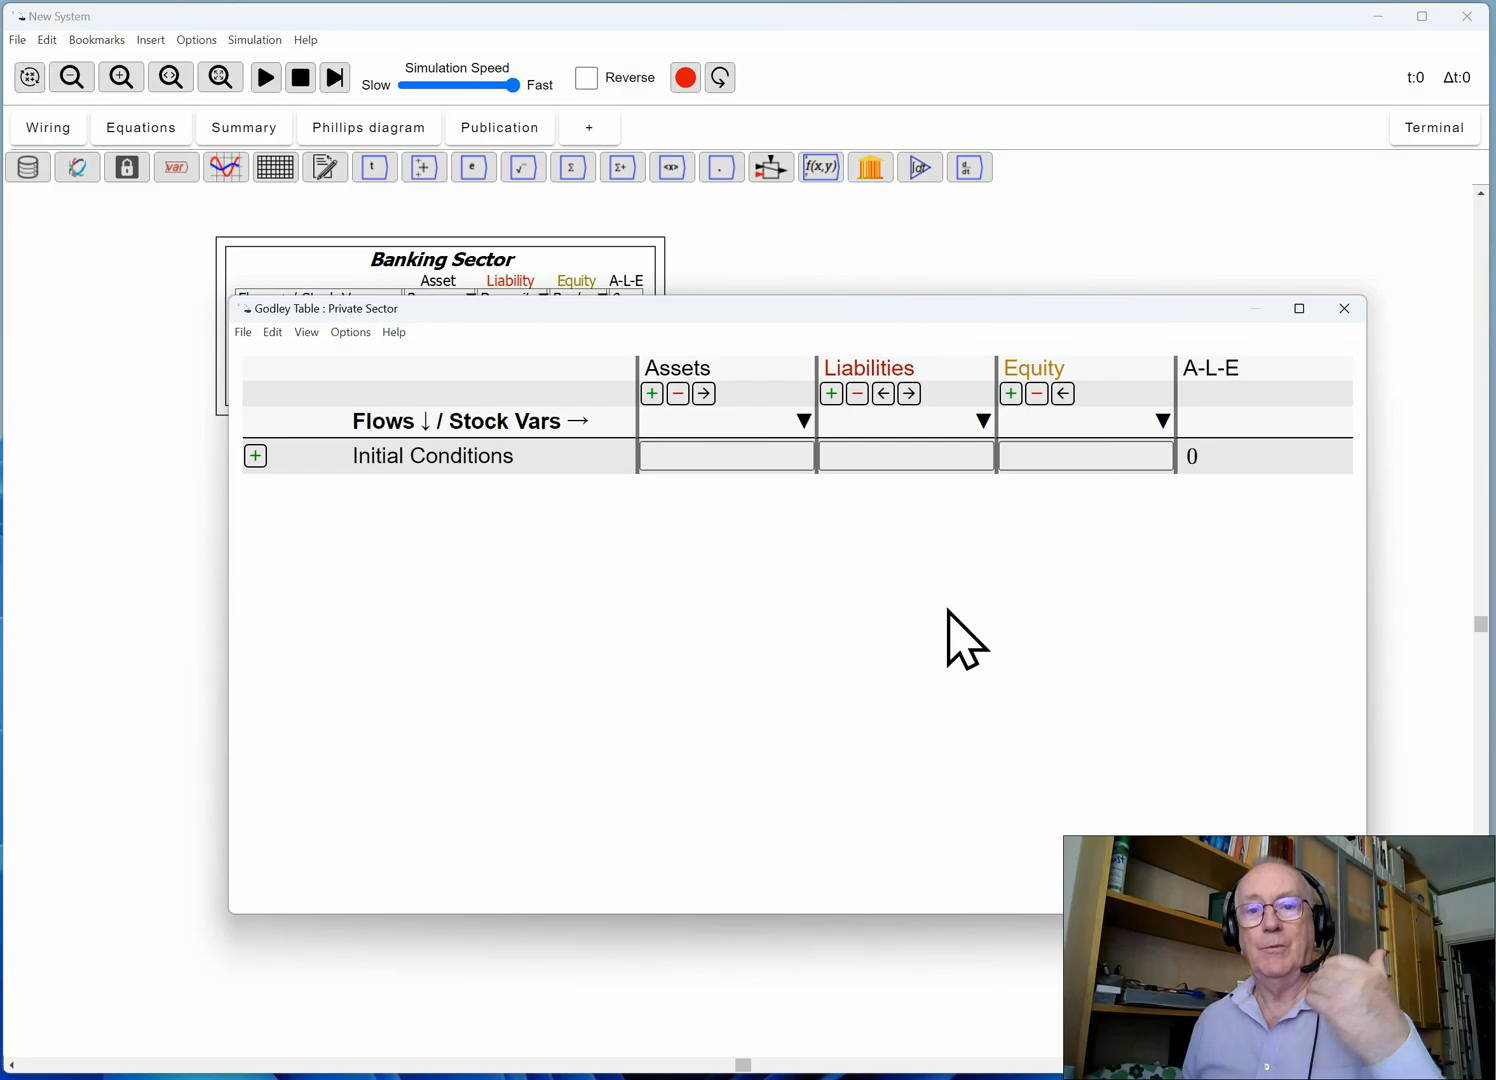 New System
File Edit Bookmarks Insert Options Simulation Help
Simulation Speed
Slow Fast Reverse t:0 Δt:0
Wiring Equations Summary Phillips diagram Publication + Terminal
var t e √ Σ Σ+ <x> . f(x,y) ∫dt d/dt
Banking Sector
Asset Liability Equity A-L-E
Godley Table : Private Sector
File Edit View Options Help
Assets Liabilities Equity A-L-E
+ − → + − ← → + − ←
Flows ↓ / Stock Vars → ▼ ▼ ▼
+ Initial Conditions 0